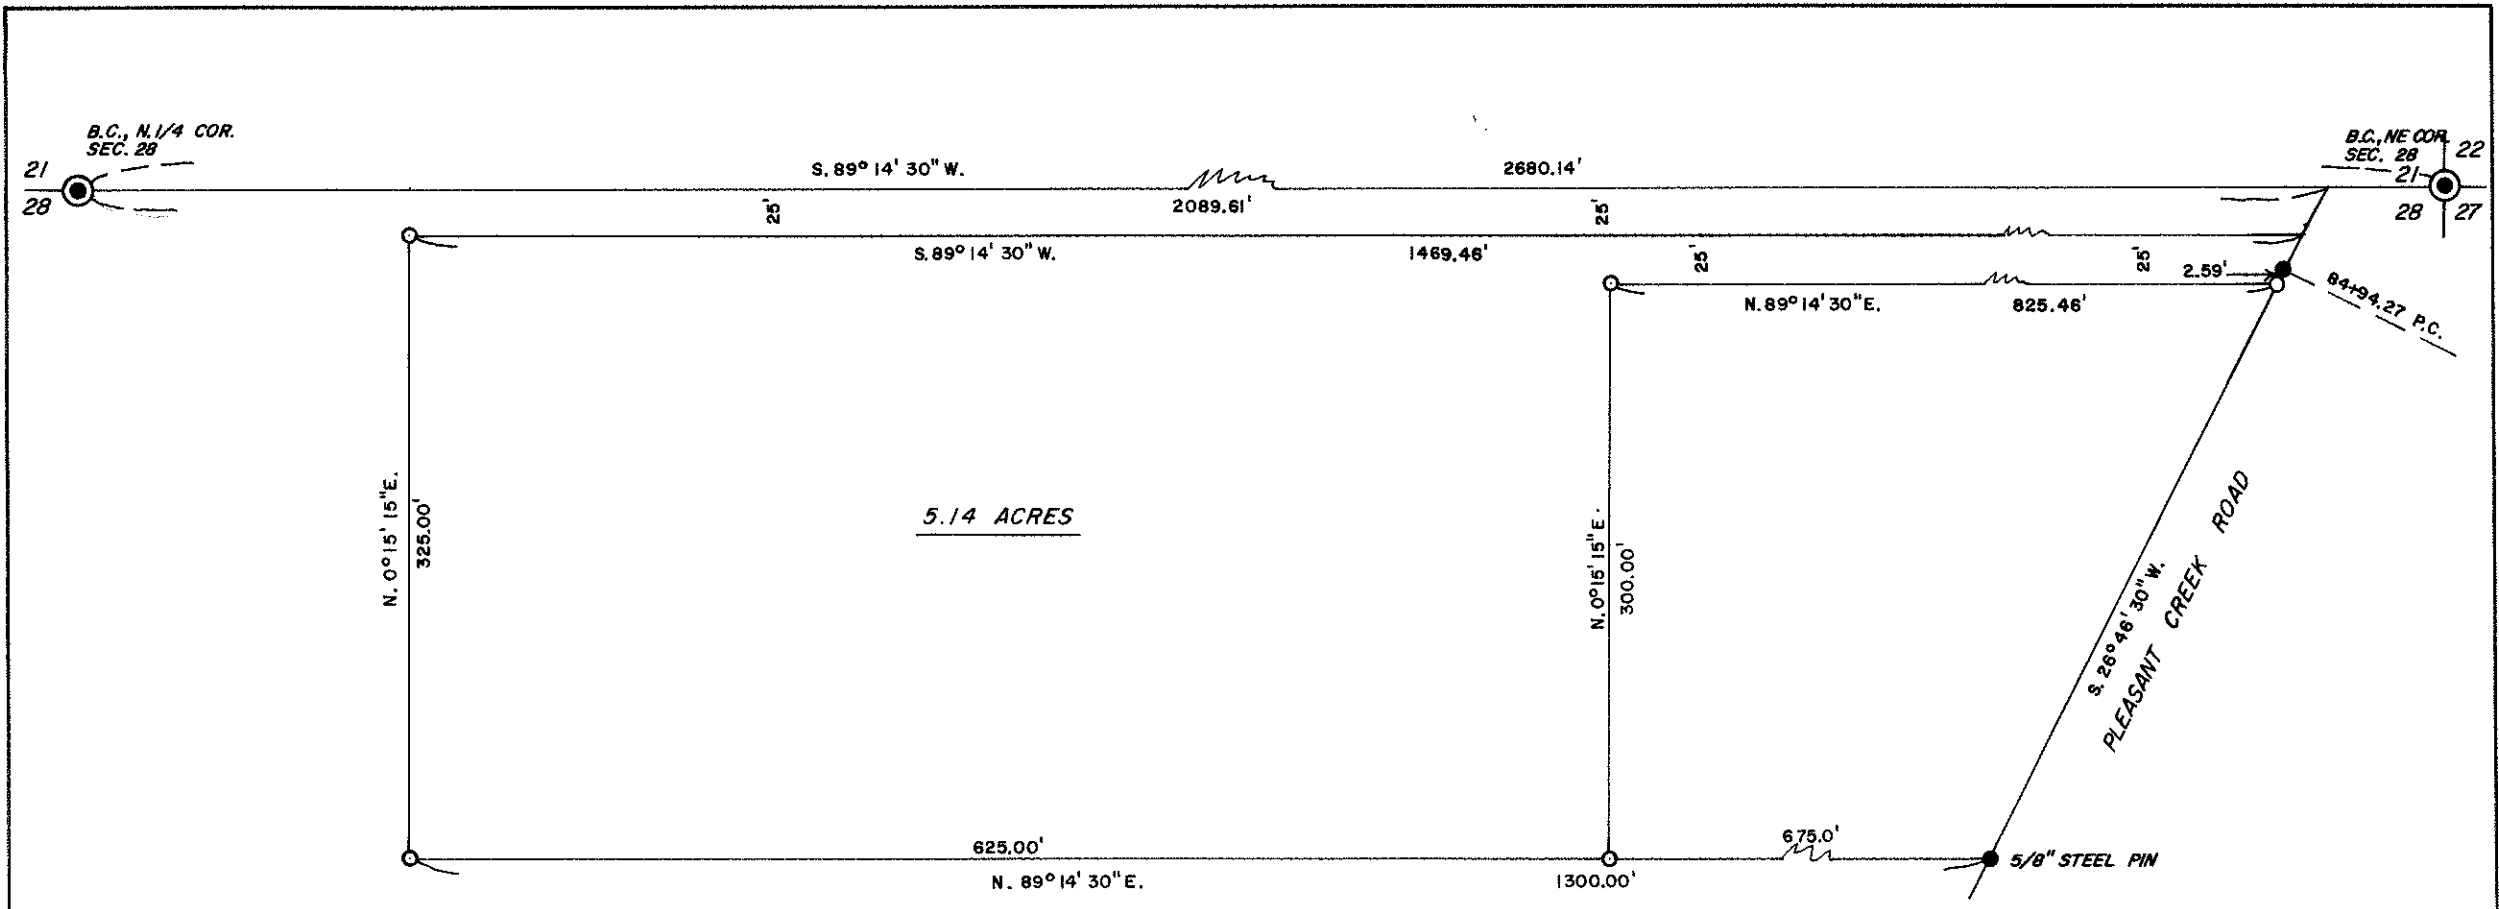 B.C., N.1/4 COR.
SEC. 28
21
28
S. 89° 14' 30" W.
2680.14'
B.C., NE COR.
SEC. 28
22
21
28
27
25'
2089.61'
25'
S. 89° 14' 30" W.
1469.46'
25'
25'
2.59'
84+94.27 P.C.
N. 89° 14' 30" E.
825.46'
N. 0° 15' 15" E.
325.00'
5.14 ACRES
N. 0° 15' 15" E.
300.00'
S. 26° 46' 30" W.
PLEASANT CREEK ROAD
625.00'
675.0'
5/8" STEEL PIN
N. 89° 14' 30" E.
1300.00'